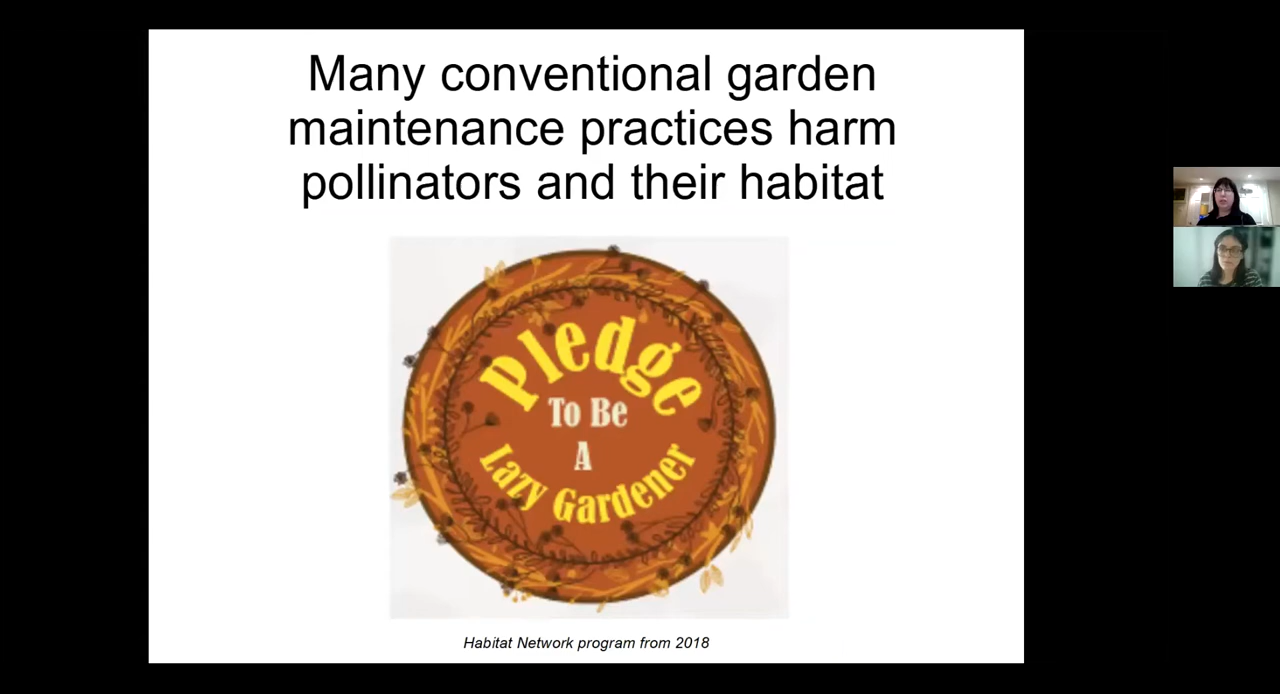 Many conventional garden
maintenance practices harm
pollinators and their habitat
Pledge
To Be
A
Lazy Gardener
Habitat Network program from 2018